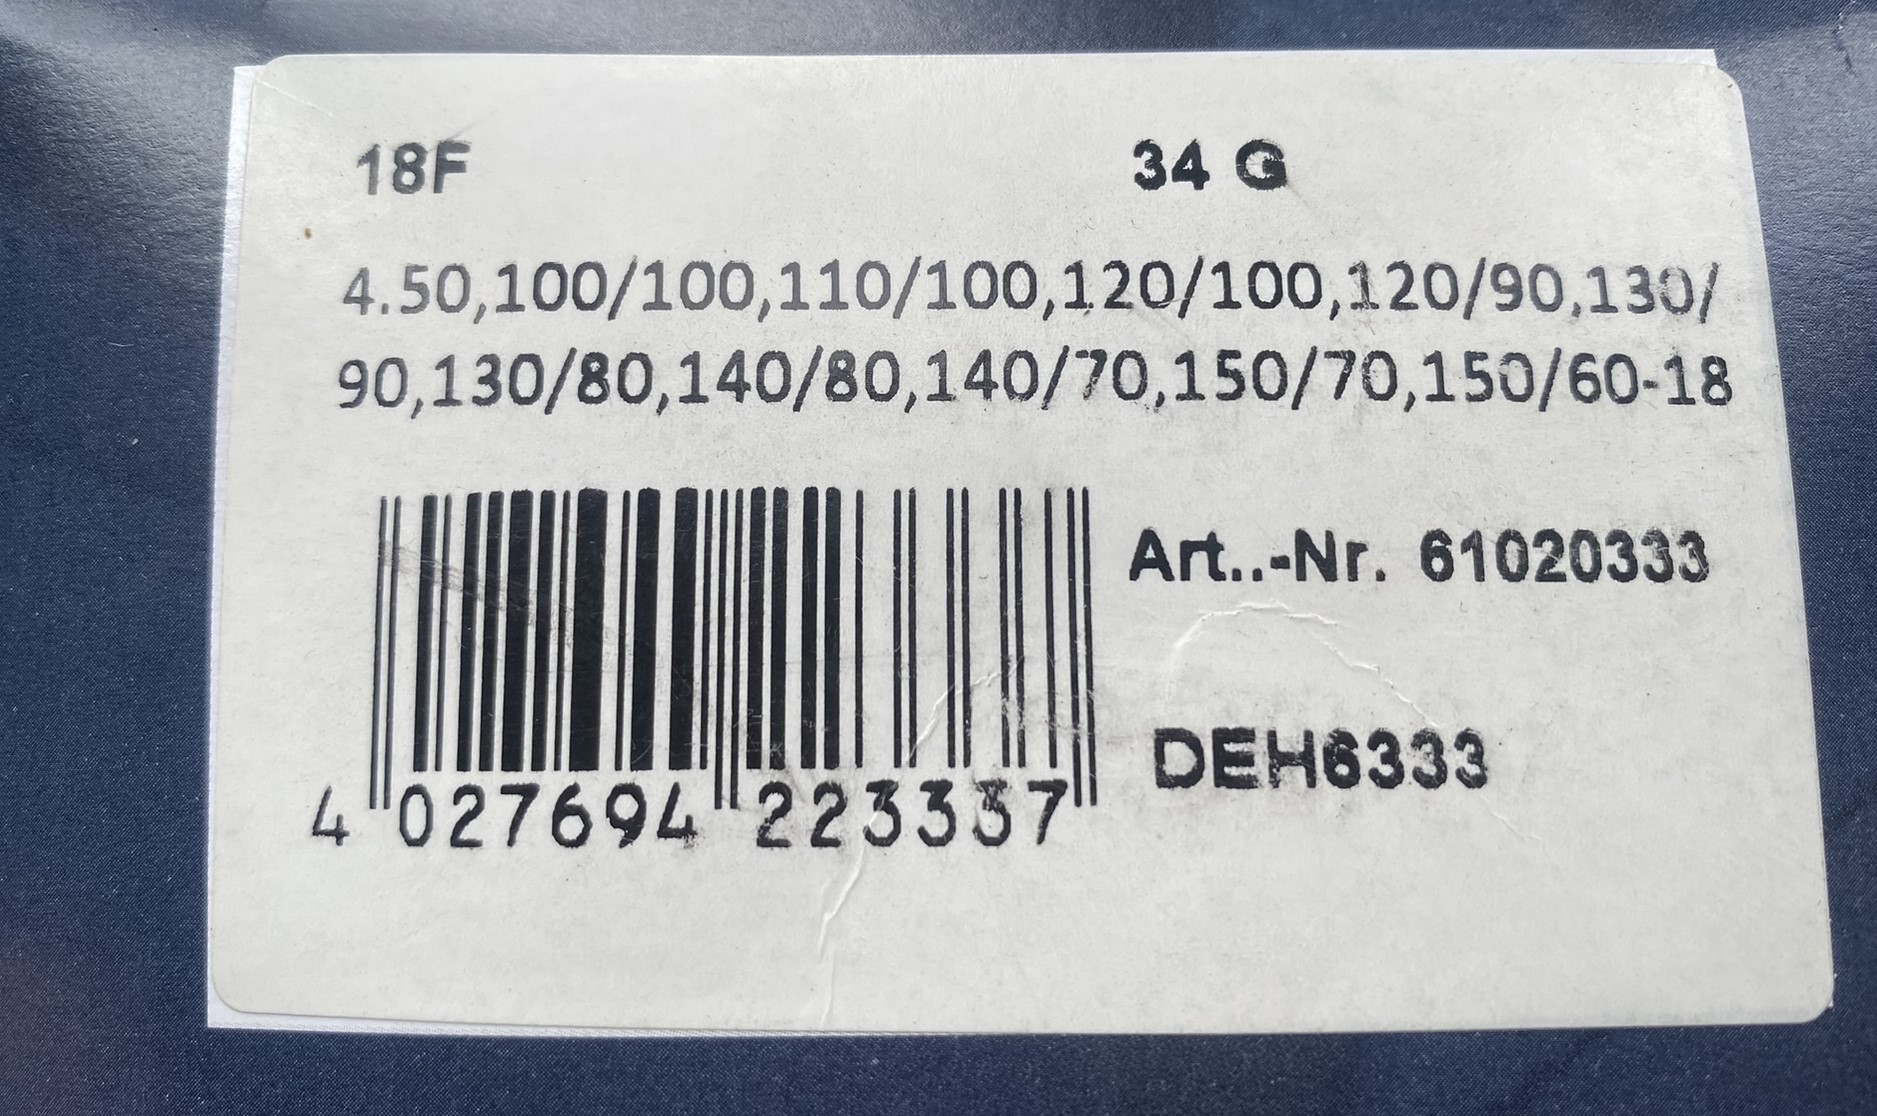 18F 34 G
4.50,100/100,110/100,120/100,120/90,130/
90,130/80,140/80,140/70,150/70,150/60-18
Art..-Nr. 61020333
DEH6333
4 027694 223337